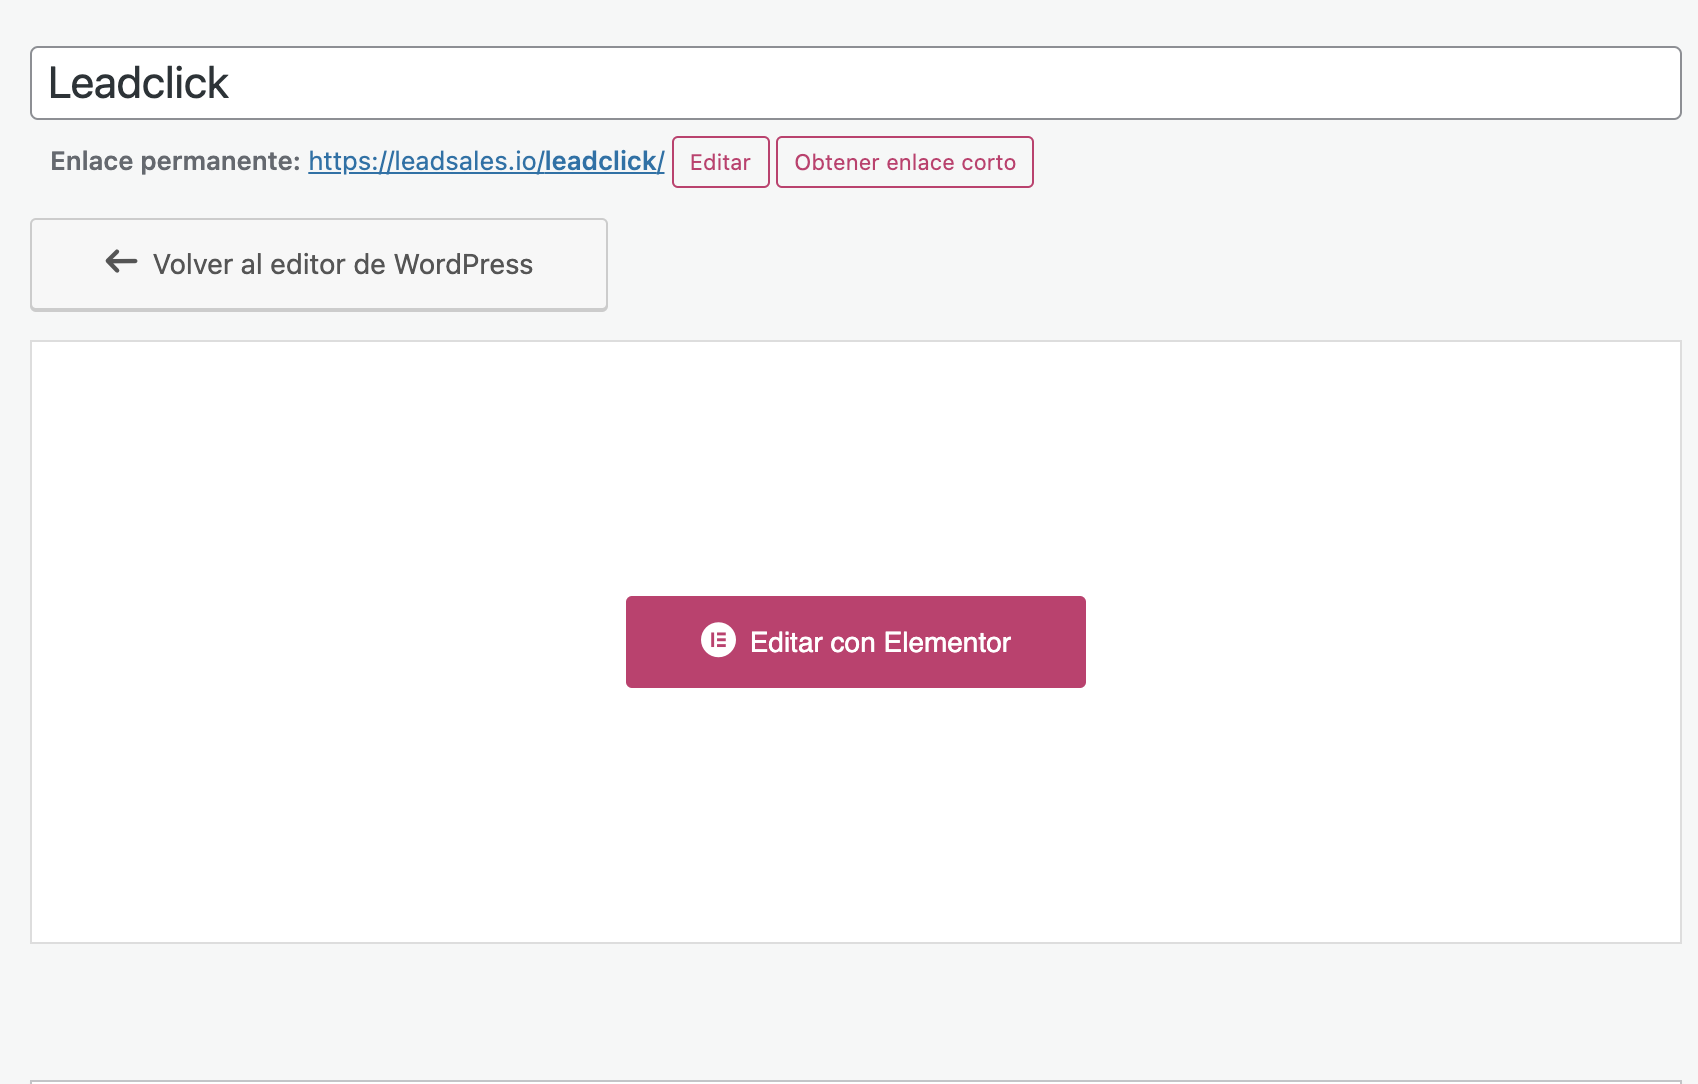 Leadclick
Enlace permanente: https://leadsales.io/leadclick/ Editar Obtener enlace corto
Volver al editor de WordPress
Editar con Elementor